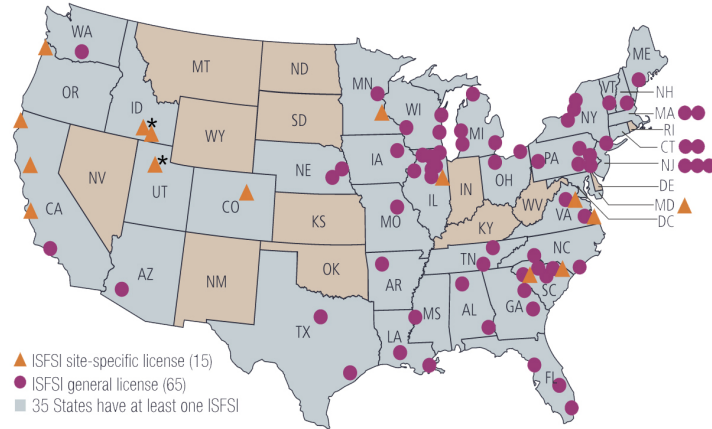 WA
ME
MT
ND
MN
VT
NH
OR
ID
*
WI
NY
MA
SD
MI
RI
WY
CT
IA
PA
NJ
NE
OH
NV
UT
*
IL
IN
DE
CO
WV
MD
CA
VA
DC
KS
MO
KY
NC
TN
AZ
OK
AR
SC
NM
MS
AL
GA
TX
LA
FL
ISFSI site-specific license (15)
ISFSI general license (65)
35 States have at least one ISFSI